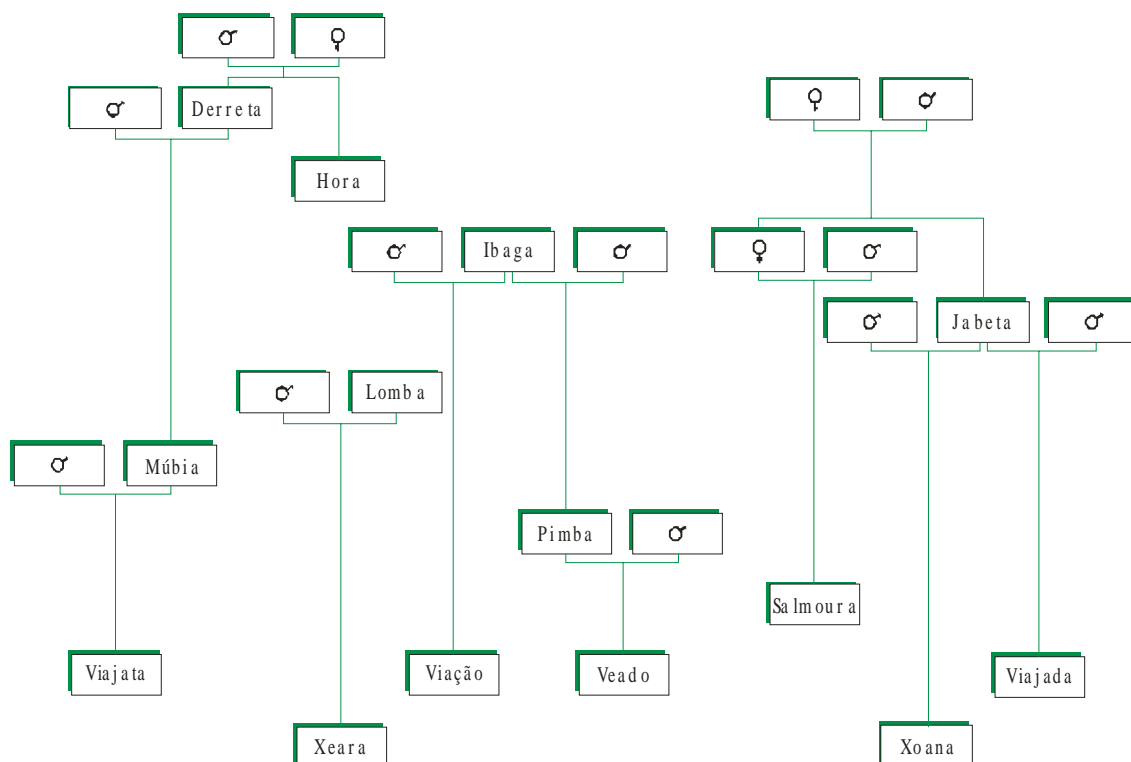 ♂ ♀
♂ Derreta ♀ ♂
Hora
♂ Ibaga ♂ ♀ ♂
♂ Jabeta ♂
♂ Lomba
♂ Múbia
Pimba ♂
Salmoura
Viajata Viação Veado Viajada
Xeara Xoana